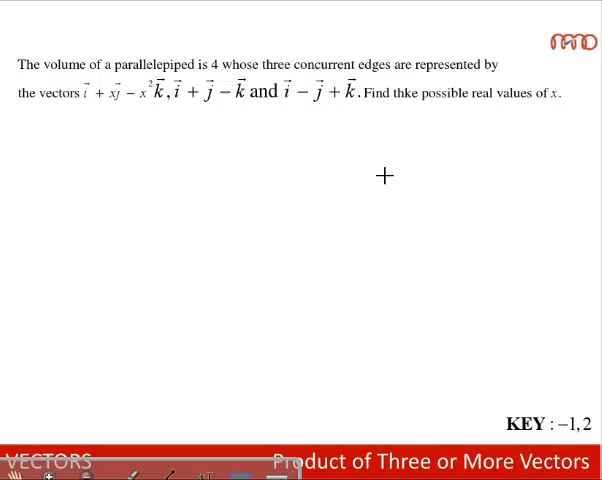 The volume of a parallelepiped is 4 whose three concurrent edges are represented by
the vectors i⃗ + xj⃗ − x²k⃗, i⃗ + j⃗ − k⃗ and i⃗ − j⃗ + k⃗. Find thke possible real values of x.
KEY : −1, 2
VECTORS Product of Three or More Vectors